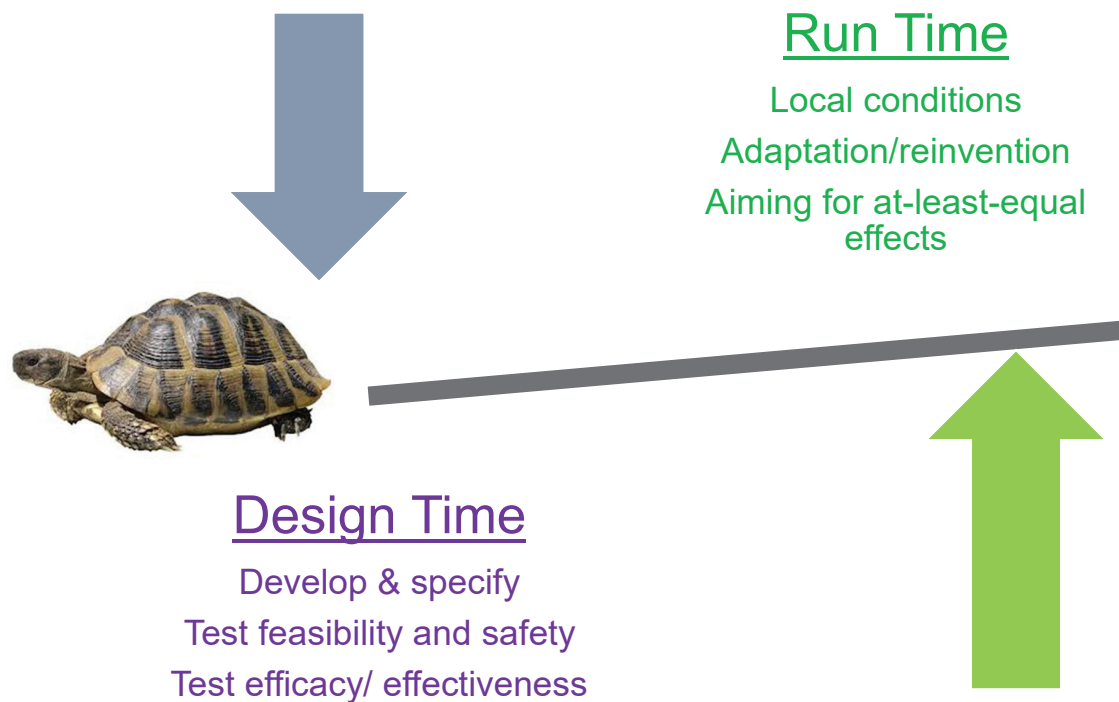 Run Time
Local conditions
Adaptation/reinvention
Aiming for at-least-equal
effects
Design Time
Develop & specify
Test feasibility and safety
Test efficacy/ effectiveness